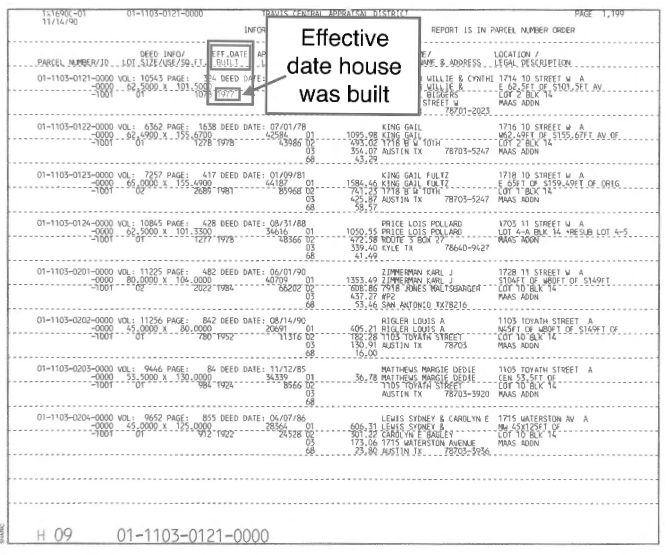 TX1690C-01 01-1103-0121-0000 TRAVIS CENTRAL APPRAISAL DISTRICT PAGE 1,199
11/14/90 REPORT IS IN PARCEL NUMBER ORDER
Effective
date house
was built
DEED INFO/ EFF.DATE LOCATION /
PARCEL NUMBER/ID LOT SIZE/USE/SQ.FT. BUILT & ADDRESS LEGAL DESCRIPTION
01-1103-0121-0000 VOL: 10543 PAGE: 324 DEED DATE: WILLIE & CYNTHI 1714 10 STREET W A
-0000 62.5000 X 101.5000 WILLIE & E 62.5FT OF S101.5FT AV
-1001 01 1977 BIGGERS LOT 2 BLK 14
STREET W MAAS ADDN
78701-2023
01-1103-0122-0000 VOL: 6362 PAGE: 1638 DEED DATE: 07/01/78 KING GAIL 1716 10 STREET W A
-0000 62.4900 X 155.6700 42584 01 1095.98 KING GAIL W62.49FT OF S155.67FT AV OF
-1001 01 1278 1978 43986 02 493.02 1718 B W 10TH LOT 2 BLK 14
03 354.07 AUSTIN TX 78703-5247 MAAS ADDN
68 43.29
01-1103-0123-0000 VOL: 7257 PAGE: 417 DEED DATE: 01/09/81 KING GAIL FULTZ 1718 10 STREET W A
-0000 65.0000 X 155.4900 44187 01 1584.46 KING GAIL FULTZ E 65FT OF S159.49FT OF ORIG
-1001 02 2689 1981 85968 02 741.23 1718 B W 10TH LOT 2 BLK 14
03 425.87 AUSTIN TX 78703-5247 MAAS ADDN
68 58.57
01-1103-0124-0000 VOL: 10845 PAGE: 428 DEED DATE: 08/31/88 PRICE LOIS POLLARD 1703 11 STREET W A
-0000 62.5000 X 101.3300 34616 01 1050.55 PRICE LOIS POLLARD LOT 4-A BLK 14 *RESUB LOT 4-5
-1001 01 1277 1978 48366 02 472.58 ROUTE 3 BOX 27 MAAS ADDN
03 339.40 KYLE TX 78640-9427
68 41.49
01-1103-0201-0000 VOL: 11225 PAGE: 482 DEED DATE: 06/01/90 ZIMMERMAN KARL J 1728 11 STREET W A
-0000 80.0000 X 104.0000 40709 01 1353.49 ZIMMERMAN KARL J S104FT OF W80FT OF S149FT
-1001 02 2022 1984 66202 02 608.86 7918 JONES MALTSBARGER LOT 10 BLK 14
03 437.27 #P2 MAAS ADDN
68 53.46 SAN ANTONIO TX78216
01-1103-0202-0000 VOL: 11256 PAGE: 842 DEED DATE: 08/14/90 RIGLER LOUIS A 1103 TOYATH STREET A
-0000 45.0000 X 80.0000 20691 01 405.21 RIGLER LOUIS A N45FT OF W80FT OF S149FT OF
-1001 01 780 1952 11316 02 182.28 1103 TOYATH STREET LOT 10 BLK 14
03 130.91 AUSTIN TX 78703 MAAS ADDN
68 16.00
01-1103-0203-0000 VOL: 9446 PAGE: 84 DEED DATE: 11/12/85 MATTHEWS MARGIE DEDIE 1105 TOYATH STREET A
-0000 53.5000 X 130.0000 34339 01 36.78 MATTHEWS MARGIE DEDIE CEN 53.5FT OF
-1001 01 984 1924 8566 02 1105 TOYATH STREET LOT 10 BLK 14
03 AUSTIN TX 78703-3920 MAAS ADDN
68
01-1103-0204-0000 VOL: 9652 PAGE: 855 DEED DATE: 04/07/86 LEWIS SYDNEY & CAROLYN E 1715 WATERSTON AV A
-0000 45.0000 X 125.0000 28364 01 606.31 LEWIS SYDNEY & NW 45X125FT OF
-1001 01 912 1922 24528 02 301.22 CAROLYN E BAGLEY LOT 10 BLK 14
03 173.06 1715 WATERSTON AVENUE MAAS ADDN
68 23.80 AUSTIN TX 78703-3936
H 09 01-1103-0121-0000